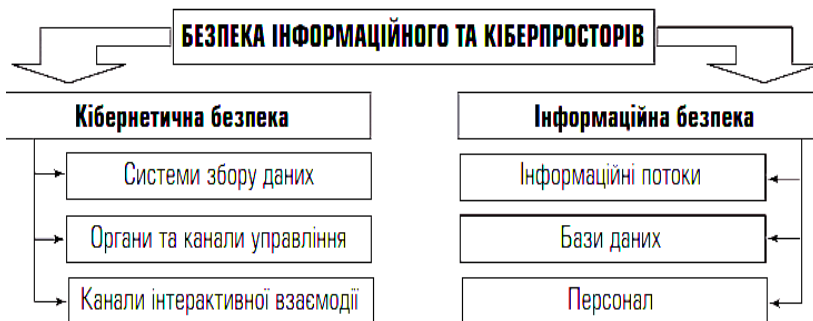 БЕЗПЕКА ІНФОРМАЦІЙНОГО ТА КІБЕРПРОСТОРІВ
Кібернетична безпека
Системи збору даних
Органи та канали управління
Канали інтерактивної взаємодії
Інформаційна безпека
Інформаційні потоки
Бази даних
Персонал